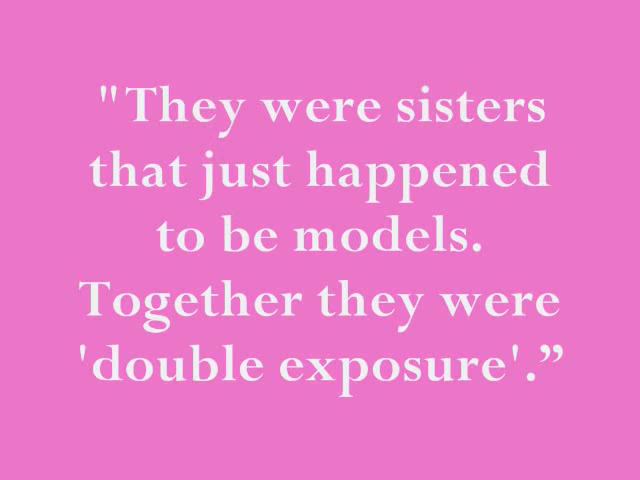 "They were sisters
that just happened
to be models.
Together they were
'double exposure'.”